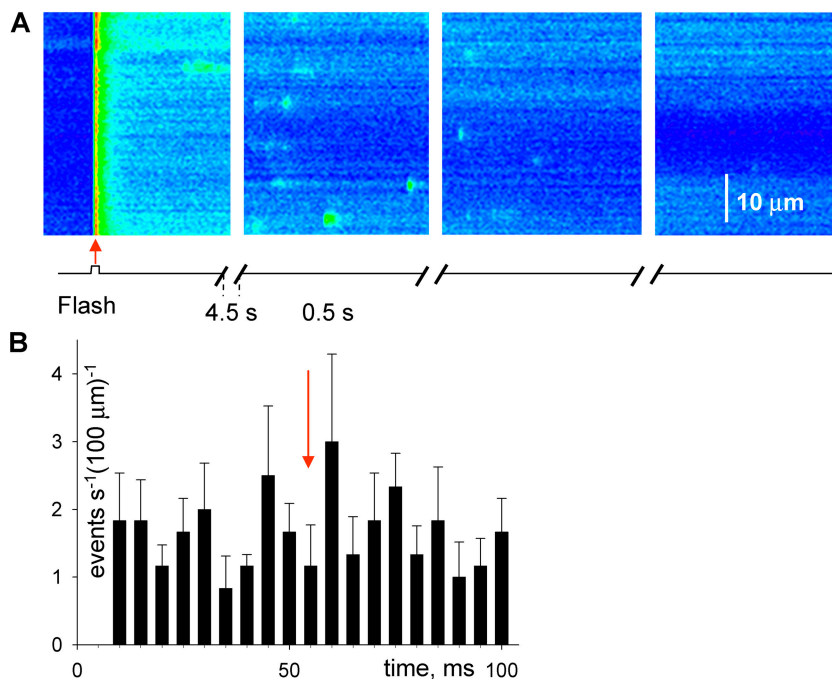 A
10 μm
Flash
4.5 s
0.5 s
B
events s⁻¹(100 μm)⁻¹
4
3
2
1
0
0
50
time, ms
100